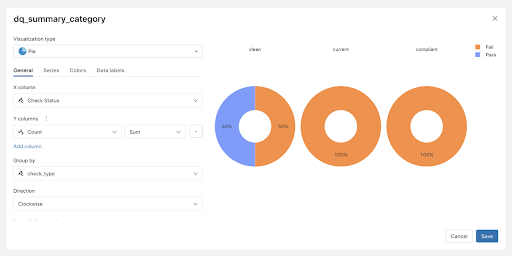 dq_summary_category
Visualization type
Pie
General Series Colors Data labels
X column
Check Status
Y columns
Count Sum
Add column
Group by
check_type
Direction
Clockwise
clean current compliant
50% 50%
100% 100%
Fail
Pass
Cancel Save